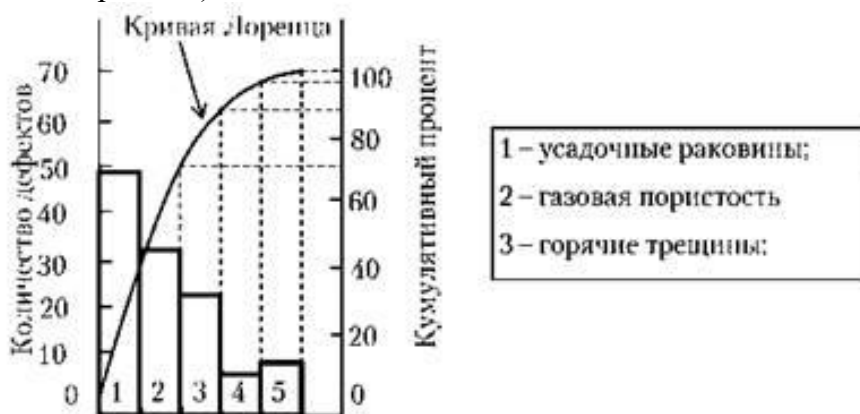 Кривая Лоренца
Количество дефектов
70
60
50
40
30
20
10
0
1 2 3 4 5
100
80
60
40
20
0
Кумулятивный процент
1 – усадочные раковины;
2 – газовая пористость
3 – горячие трещины: